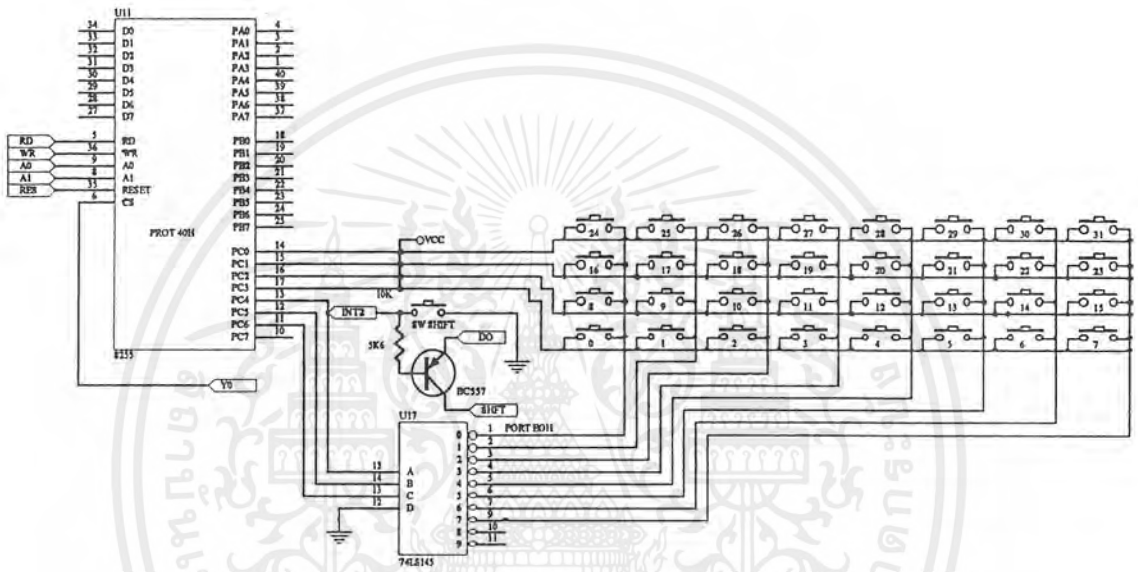 U11
34 D0 PA0 4
33 D1 PA1 3
32 D2 PA2 2
31 D3 PA3 1
30 D4 PA4 40
29 D5 PA5 39
28 D6 PA6 38
27 D7 PA7 37
RD 5 RD PB0 18
WR 36 WR PB1 19
A0 9 A0 PB2 20
A1 8 A1 PB3 21
RES 35 RESET PB4 22
6 CS PB5 23
PB6 24
PB7 25
PROT 40H
PC0 14
PC1 15
PC2 16
PC3 17
PC4 13
PC5 12
PC6 11
PC7 10
8255
Y0
VCC
10K
INT2
SW SHIFT
5K6
D0
BC557
SHFT
24 25 26 27 28 29 30 31
16 17 18 19 20 21 22 23
8 9 10 11 12 13 14 15
0 1 2 3 4 5 6 7
U17
0 1
1 2
2 3
15 A 3 4
14 B 4 5
13 C 5 6
12 D 6 7
7 9
8 10
9 11
74LS145